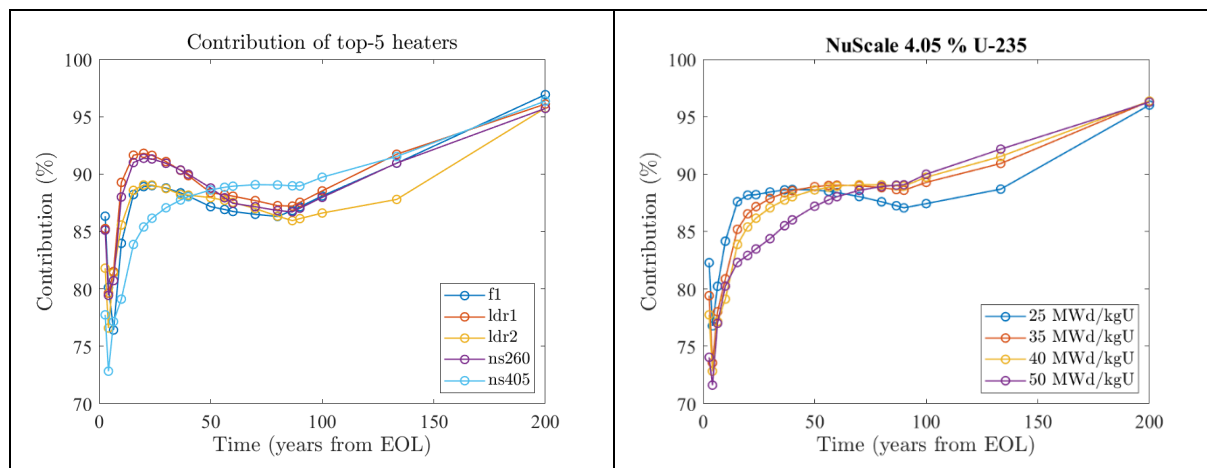 Contribution of top-5 heaters
100
95
90
85
80
75
70
Contribution (%)
0
50
100
150
200
Time (years from EOL)
f1
ldr1
ldr2
ns260
ns405
NuScale 4.05 % U-235
100
95
90
85
80
75
70
Contribution (%)
0
50
100
150
200
Time (years from EOL)
25 MWd/kgU
35 MWd/kgU
40 MWd/kgU
50 MWd/kgU